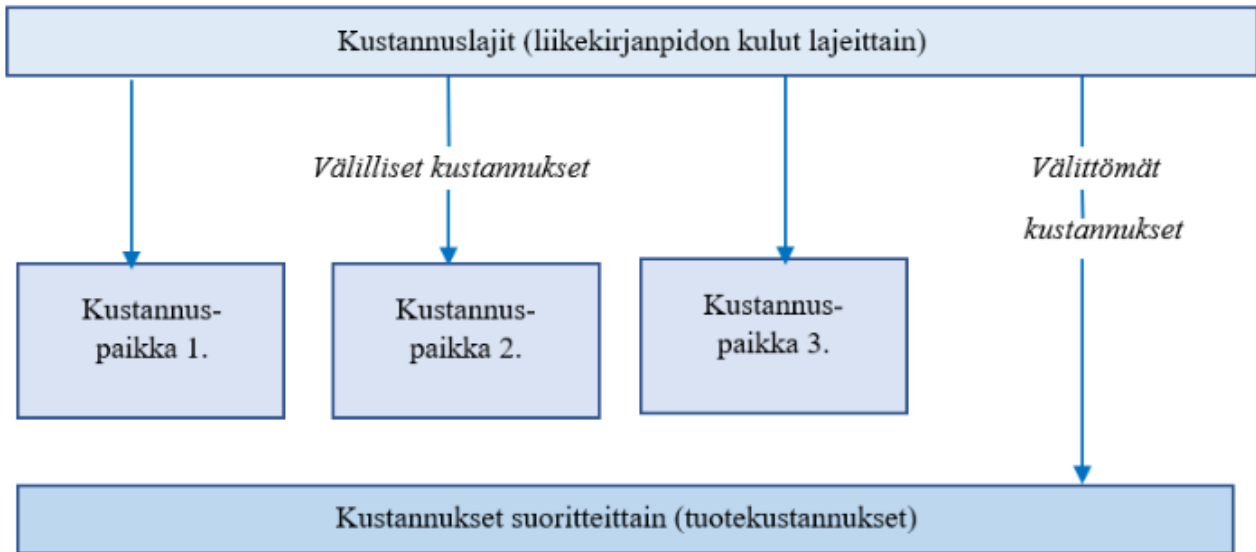 Kustannuslajit (liikekirjanpidon kulut lajeittain)
Välilliset kustannukset
Välittömät
kustannukset
Kustannus-
paikka 1.
Kustannus-
paikka 2.
Kustannus-
paikka 3.
Kustannukset suoritteittain (tuotekustannukset)